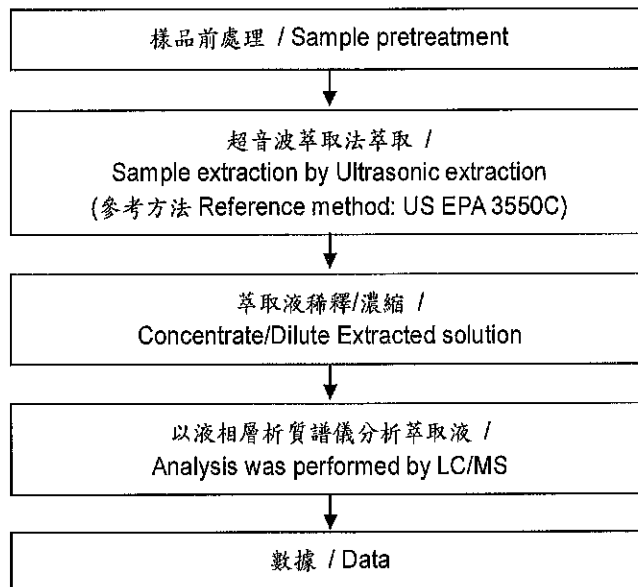 樣品前處理 / Sample pretreatment
超音波萃取法萃取 /
Sample extraction by Ultrasonic extraction
(參考方法 Reference method: US EPA 3550C)
萃取液稀釋/濃縮 /
Concentrate/Dilute Extracted solution
以液相層析質譜儀分析萃取液 /
Analysis was performed by LC/MS
數據 / Data